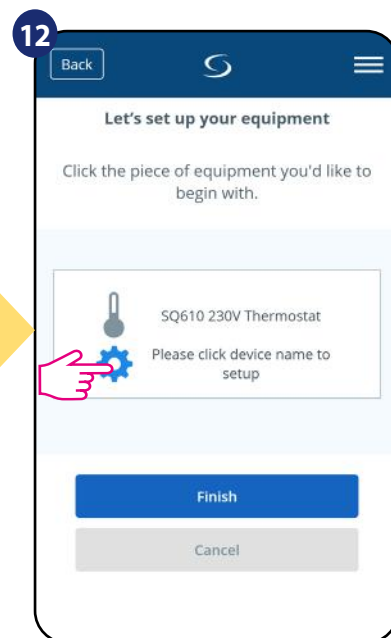 12
Back
Let's set up your equipment
Click the piece of equipment you'd like to
begin with.
SQ610 230V Thermostat
Please click device name to
setup
Finish
Cancel